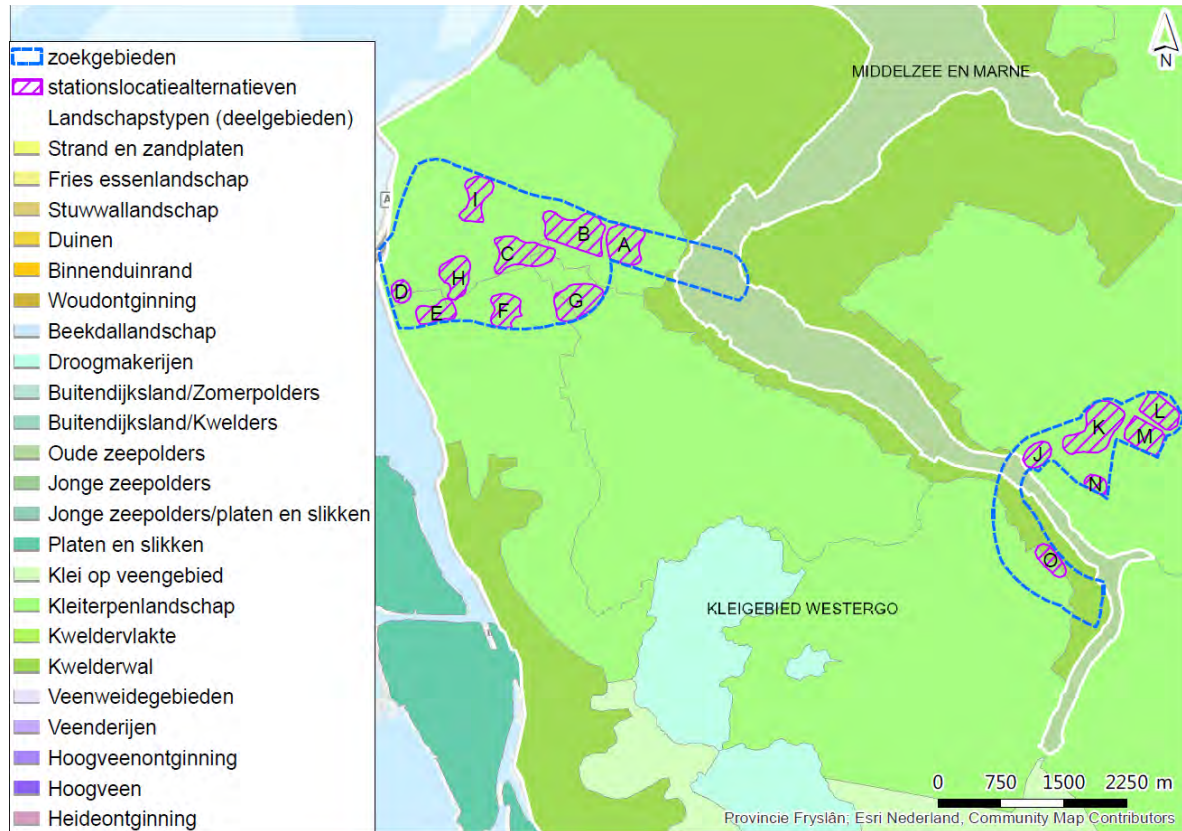 zoekgebieden
stationslocatiealternatieven
Landschapstypen (deelgebieden)
Strand en zandplaten
Fries essenlandschap
Stuwwallandschap
Duinen
Binnenduinrand
Woudontginning
Beekdallandschap
Droogmakerijen
Buitendijksland/Zomerpolders
Buitendijksland/Kwelders
Oude zeepolders
Jonge zeepolders
Jonge zeepolders/platen en slikken
Platen en slikken
Klei op veengebied
Kleiterpenlandschap
Kweldervlakte
Kwelderwal
Veenweidegebieden
Veenderijen
Hoogveenontginning
Hoogveen
Heideontginning
MIDDELZEE EN MARNE
N
A
I
B
A
C
H
D
E
F
G
L
K
M
J
N
O
KLEIGEBIED WESTERGO
0 750 1500 2250 m
Provincie Fryslân; Esri Nederland, Community Map Contributors